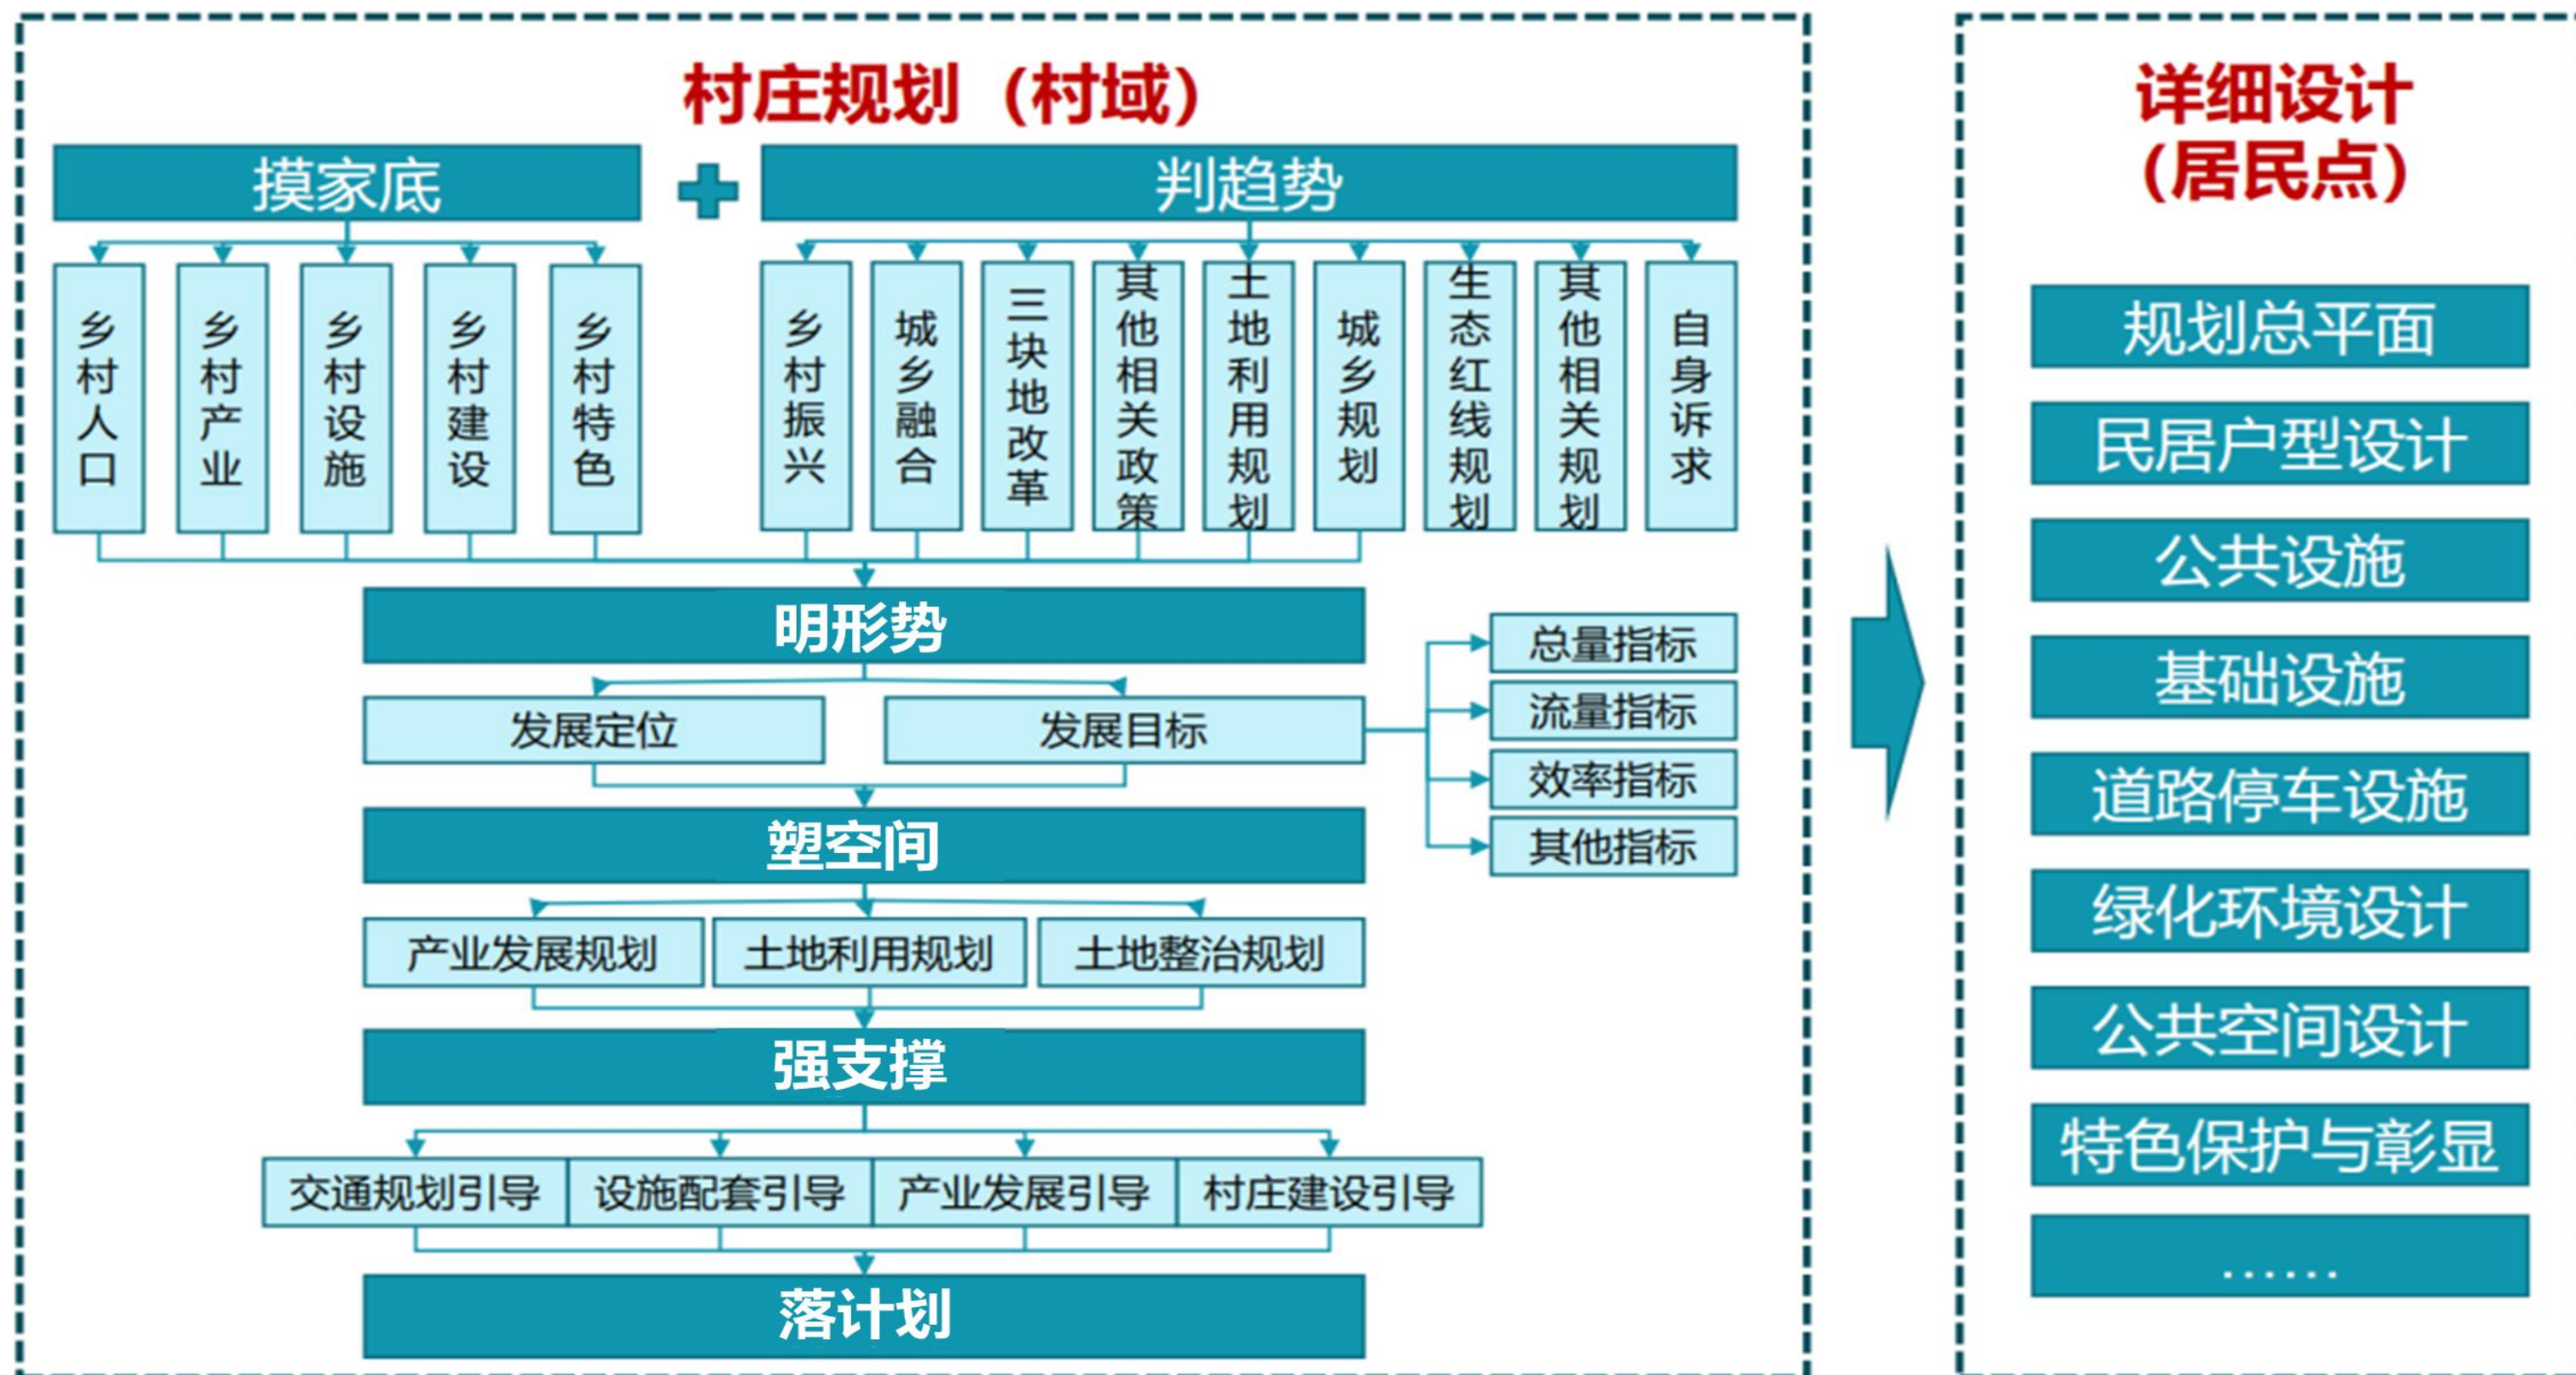 村庄规划（村域）
摸家底
判趋势
乡村人口
乡村产业
乡村设施
乡村建设
乡村特色
乡村振兴
城乡融合
三块地改革
其他相关政策
土地利用规划
城乡规划
生态红线规划
其他相关规划
自身诉求
明形势
发展定位
发展目标
总量指标
流量指标
效率指标
其他指标
塑空间
产业发展规划
土地利用规划
土地整治规划
强支撑
交通规划引导
设施配套引导
产业发展引导
村庄建设引导
落计划
详细设计
（居民点）
规划总平面
民居户型设计
公共设施
基础设施
道路停车设施
绿化环境设计
公共空间设计
特色保护与彰显
……